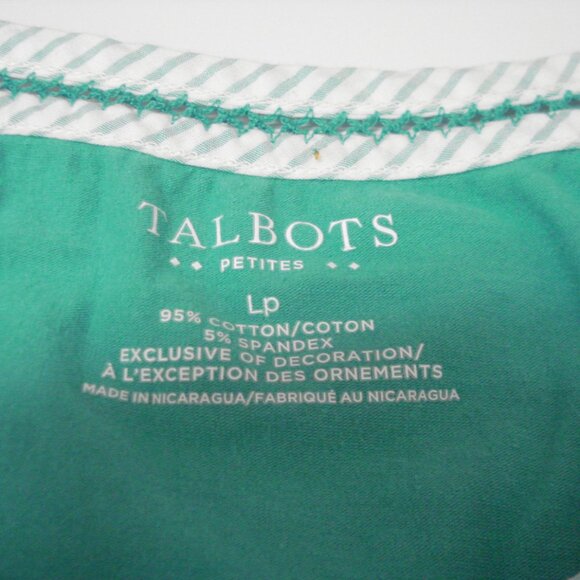 TALBOTS
PETITES
Lp
95% COTTON/COTON
5% SPANDEX
EXCLUSIVE OF DECORATION/
À L'EXCEPTION DES ORNEMENTS
MADE IN NICARAGUA/FABRIQUÉ AU NICARAGUA